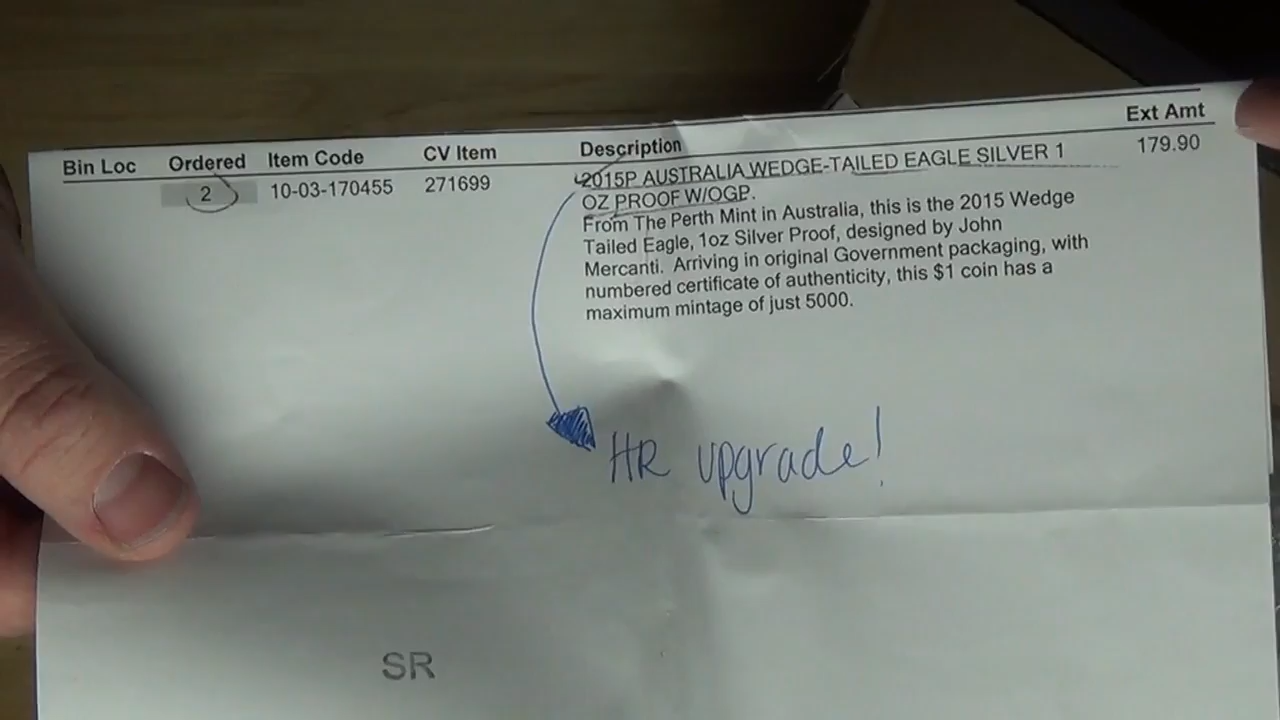 Bin Loc Ordered Item Code CV Item Description Ext Amt
2 10-03-170455 271699 2015P AUSTRALIA WEDGE-TAILED EAGLE SILVER 1 179.90
OZ PROOF W/OGP.
From The Perth Mint in Australia, this is the 2015 Wedge
Tailed Eagle, 1oz Silver Proof, designed by John
Mercanti. Arriving in original Government packaging, with
numbered certificate of authenticity, this $1 coin has a
maximum mintage of just 5000.
HR upgrade!
SR